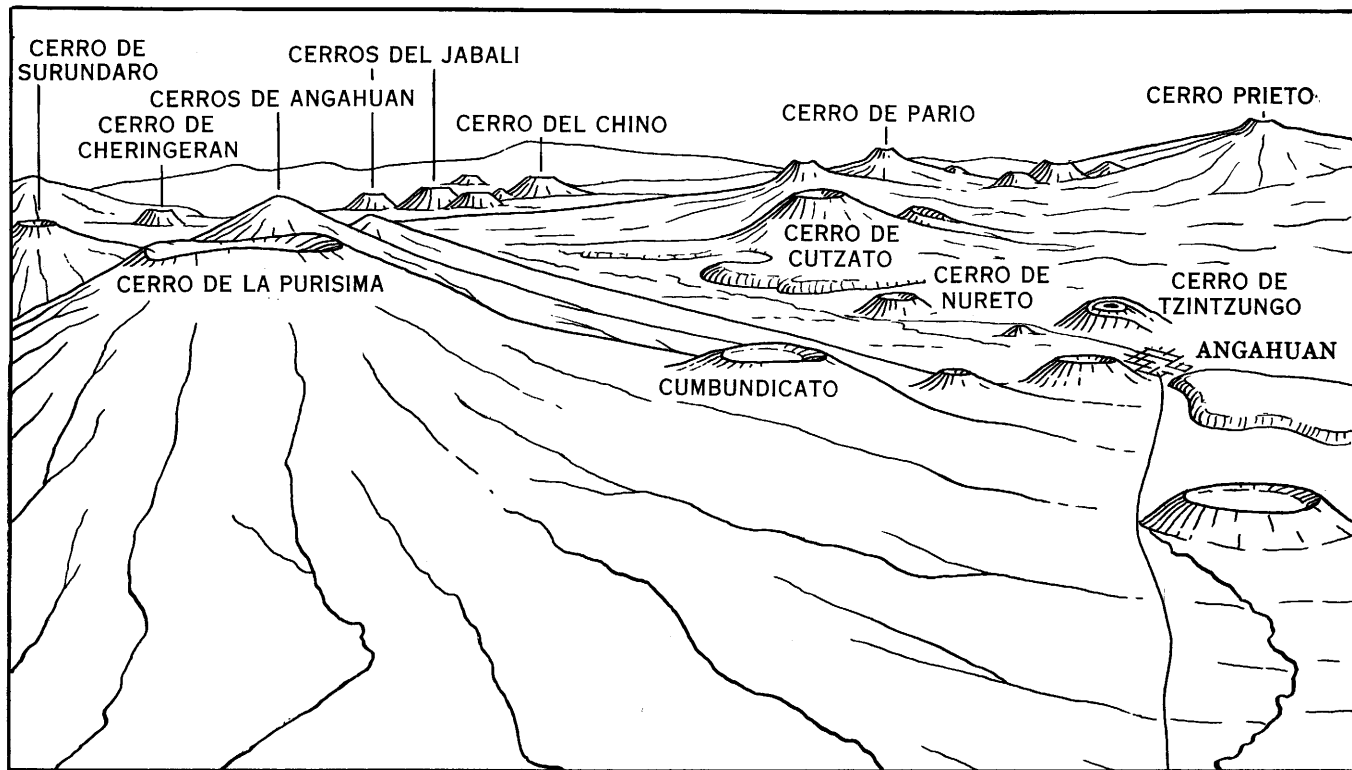 CERRO DE
SURUNDARO
CERROS DEL JABALI
CERROS DE ANGAHUAN
CERRO DE
CHERINGERAN
CERRO DEL CHINO
CERRO DE PARIO
CERRO PRIETO
CERRO DE
CUTZATO
CERRO DE LA PURISIMA
CERRO DE
NURETO
CERRO DE
TZINTZUNGO
ANGAHUAN
CUMBUNDICATO